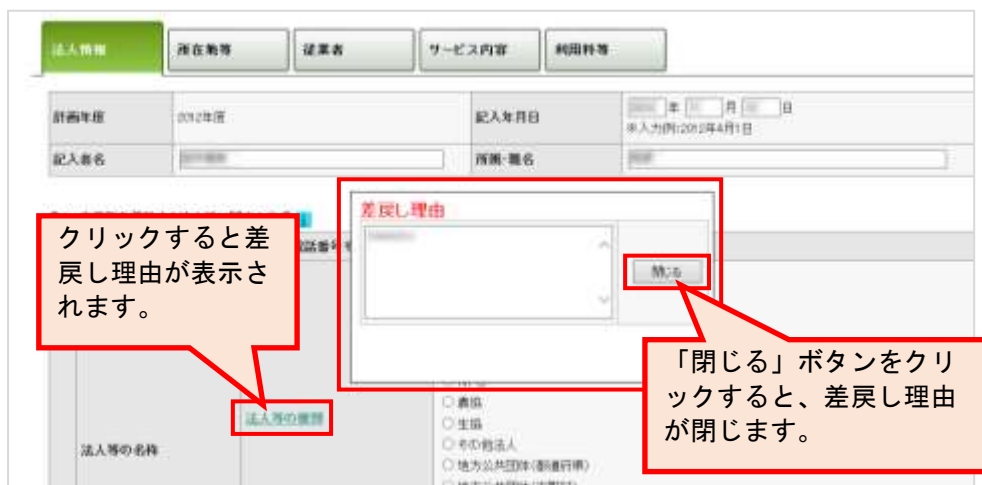 法人情報
所在地等
従業者
サービス内容
利用料等
計画年度
2012年度
記入年月日
年 月 日
※入力例:2012年4月1日
記入者名
所属・職名
差戻し理由
閉じる
クリックすると差
戻し理由が表示さ
れます。
「閉じる」ボタンをクリ
ックすると、差戻し理由
が閉じます。
法人等の種類
農協
生協
その他法人
法人等の名称
地方公共団体(都道府県)